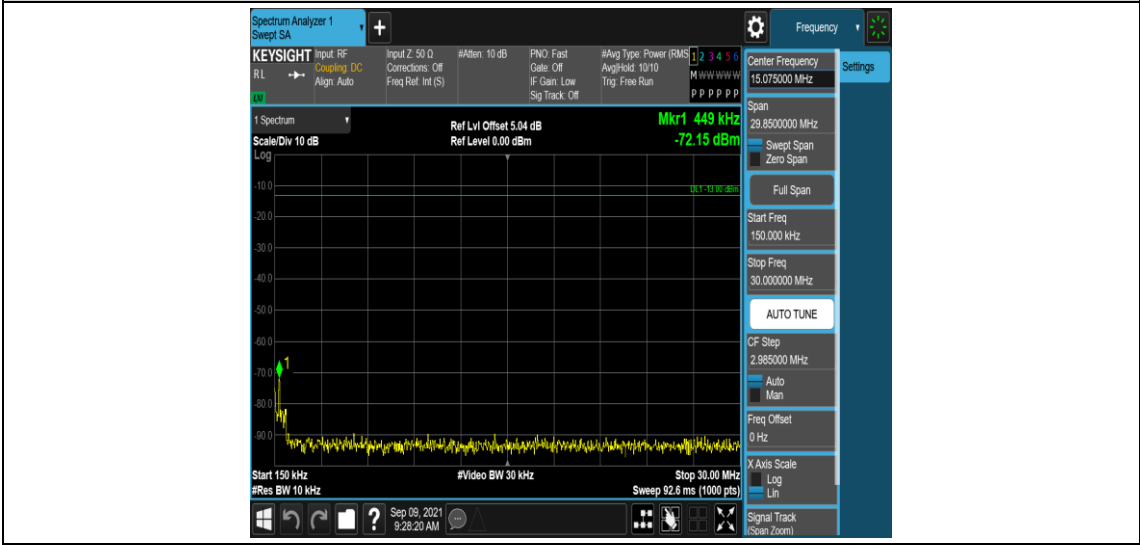 Spectrum Analyzer 1
Swept SA
+
Frequency
KEYSIGHT
RL
LXI
Input: RF
Coupling: DC
Align: Auto
Input Z: 50 Ω
Corrections: Off
Freq Ref: Int (S)
#Atten: 10 dB
PNO: Fast
Gate: Off
IF Gain: Low
Sig Track: Off
#Avg Type: Power (RMS
Avg|Hold: 10/10
Trig: Free Run
1 2 3 4 5 6
M W W W W W
P P P P P P
1 Spectrum
Scale/Div 10 dB
Log
Ref Lvl Offset 5.04 dB
Ref Level 0.00 dBm
Mkr1 449 kHz
-72.15 dBm
-10.0
DL1 -13.00 dBm
-20.0
-30.0
-40.0
-50.0
-60.0
1
-70.0
-80.0
-90.0
Start 150 kHz
#Video BW 30 kHz
Stop 30.00 MHz
#Res BW 10 kHz
Sweep 92.6 ms (1000 pts)
Center Frequency
15.075000 MHz
Settings
Span
29.8500000 MHz
Swept Span
Zero Span
Full Span
Start Freq
150.000 kHz
Stop Freq
30.000000 MHz
AUTO TUNE
CF Step
2.985000 MHz
Auto
Man
Freq Offset
0 Hz
X Axis Scale
Log
Lin
Signal Track
(Span Zoom)
?
Sep 09, 2021
9:28:20 AM